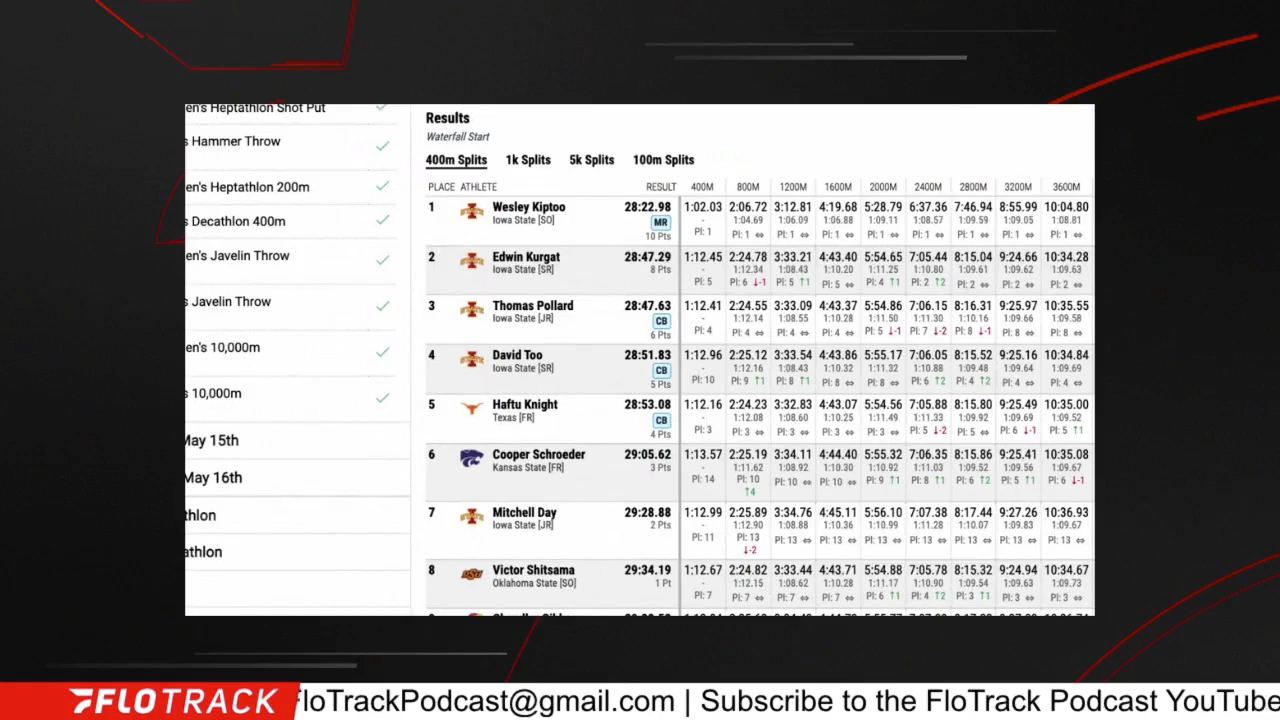 en's Heptathlon Shot Put
s Hammer Throw
en's Heptathlon 200m
s Decathlon 400m
en's Javelin Throw
s Javelin Throw
en's 10,000m
s 10,000m
May 15th
May 16th
thlon
athlon
Results
Waterfall Start
400m Splits 1k Splits 5k Splits 100m Splits
PLACE ATHLETE RESULT 400M 800M 1200M 1600M 2000M 2400M 2800M 3200M 3600M
1 Wesley Kiptoo 28:22.98 1:02.03 2:06.72 3:12.81 4:19.68 5:28.79 6:37.36 7:46.94 8:55.99 10:04.80
Iowa State [SO] MR - 1:04.69 1:06.09 1:06.88 1:09.11 1:08.57 1:09.59 1:09.05 1:08.81
10 Pts Pl: 1 Pl: 1 ⇔ Pl: 1 ⇔ Pl: 1 ⇔ Pl: 1 ⇔ Pl: 1 ⇔ Pl: 1 ⇔ Pl: 1 ⇔ Pl: 1 ⇔
2 Edwin Kurgat 28:47.29 1:12.45 2:24.78 3:33.21 4:43.40 5:54.65 7:05.44 8:15.04 9:24.66 10:34.28
Iowa State [SR] 8 Pts - 1:12.34 1:08.43 1:10.20 1:11.25 1:10.80 1:09.61 1:09.62 1:09.63
Pl: 5 Pl: 6 ↓-1 Pl: 5 ↑1 Pl: 5 ⇔ Pl: 4 ↑1 Pl: 2 ↑2 Pl: 2 ⇔ Pl: 2 ⇔ Pl: 2 ⇔
3 Thomas Pollard 28:47.63 1:12.41 2:24.55 3:33.09 4:43.37 5:54.86 7:06.15 8:16.31 9:25.97 10:35.55
Iowa State [JR] CB - 1:12.14 1:08.55 1:10.28 1:11.50 1:11.30 1:10.16 1:09.66 1:09.58
6 Pts Pl: 4 Pl: 4 ⇔ Pl: 4 ⇔ Pl: 4 ⇔ Pl: 5 ↓-1 Pl: 7 ↓-2 Pl: 8 ↓-1 Pl: 8 ⇔ Pl: 8 ⇔
4 David Too 28:51.83 1:12.96 2:25.12 3:33.54 4:43.86 5:55.17 7:06.05 8:15.52 9:25.16 10:34.84
Iowa State [SR] CB - 1:12.16 1:08.43 1:10.32 1:11.32 1:10.88 1:09.48 1:09.64 1:09.69
5 Pts Pl: 10 Pl: 9 ↑1 Pl: 8 ↑1 Pl: 8 ⇔ Pl: 8 ⇔ Pl: 6 ↑2 Pl: 4 ↑2 Pl: 4 ⇔ Pl: 4 ⇔
5 Haftu Knight 28:53.08 1:12.16 2:24.23 3:32.83 4:43.07 5:54.56 7:05.88 8:15.80 9:25.49 10:35.00
Texas [FR] CB - 1:12.08 1:08.60 1:10.25 1:11.49 1:11.33 1:09.92 1:09.69 1:09.52
4 Pts Pl: 3 Pl: 3 ⇔ Pl: 3 ⇔ Pl: 3 ⇔ Pl: 3 ⇔ Pl: 5 ↓-2 Pl: 5 ⇔ Pl: 6 ↓-1 Pl: 5 ↑1
6 Cooper Schroeder 29:05.62 1:13.57 2:25.19 3:34.11 4:44.40 5:55.32 7:06.35 8:15.86 9:25.41 10:35.08
Kansas State [FR] 3 Pts - 1:11.62 1:08.92 1:10.30 1:10.92 1:11.03 1:09.52 1:09.56 1:09.67
Pl: 14 Pl: 10 ↑4 Pl: 10 ⇔ Pl: 10 ⇔ Pl: 9 ↑1 Pl: 8 ↑1 Pl: 6 ↑2 Pl: 5 ↑1 Pl: 6 ↓-1
7 Mitchell Day 29:28.88 1:12.99 2:25.89 3:34.76 4:45.11 5:56.10 7:07.38 8:17.44 9:27.26 10:36.93
Iowa State [JR] 2 Pts - 1:12.90 1:08.88 1:10.36 1:10.99 1:11.28 1:10.07 1:09.83 1:09.67
Pl: 11 Pl: 13 ↓-2 Pl: 13 ⇔ Pl: 13 ⇔ Pl: 13 ⇔ Pl: 13 ⇔ Pl: 13 ⇔ Pl: 13 ⇔ Pl: 13 ⇔
8 Victor Shitsama 29:34.19 1:12.67 2:24.82 3:33.44 4:43.71 5:54.88 7:05.78 8:15.32 9:24.94 10:34.67
Oklahoma State [SO] 1 Pt - 1:12.15 1:08.62 1:10.28 1:11.17 1:10.90 1:09.54 1:09.63 1:09.73
Pl: 7 Pl: 7 ⇔ Pl: 7 ⇔ Pl: 7 ⇔ Pl: 6 ↑1 Pl: 4 ↑2 Pl: 3 ↑1 Pl: 3 ⇔ Pl: 3 ⇔
FLOTRACK FloTrackPodcast@gmail.com | Subscribe to the FloTrack Podcast YouTube